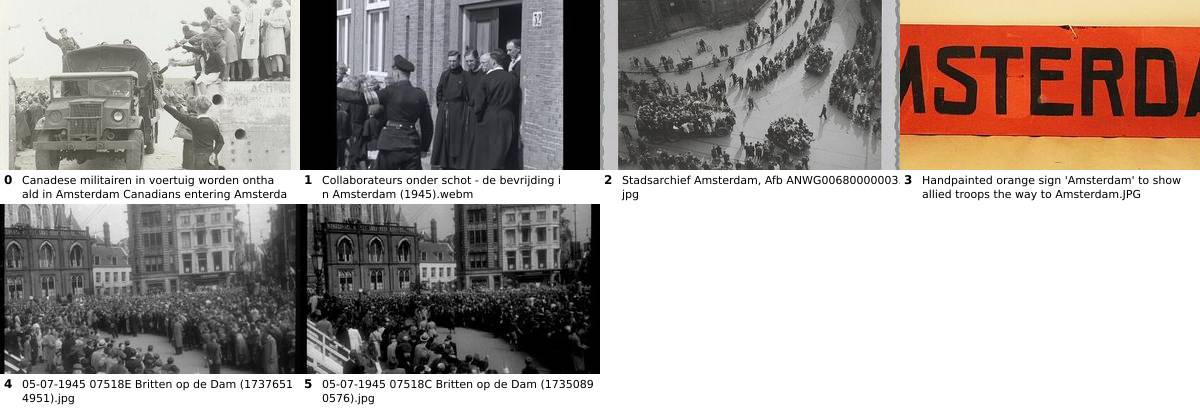 32
MSTERDA
0 Canadese militairen in voertuig worden ontha
ald in Amsterdam Canadians entering Amsterda
1 Collaborateurs onder schot - de bevrijding i
n Amsterdam (1945).webm
2 Stadsarchief Amsterdam, Afb ANWG00680000003.
jpg
3 Handpainted orange sign 'Amsterdam' to show
allied troops the way to Amsterdam.JPG
4 05-07-1945 07518E Britten op de Dam (1737651
4951).jpg
5 05-07-1945 07518C Britten op de Dam (1735089
0576).jpg